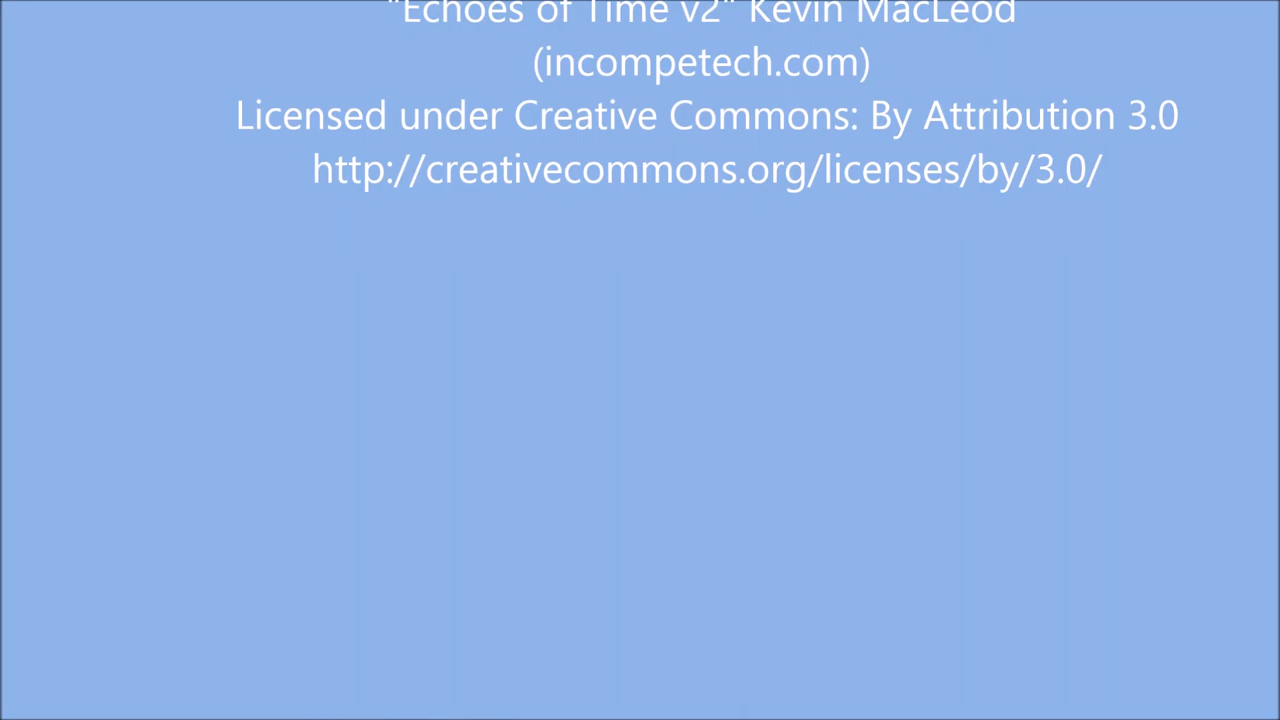 "Echoes of Time v2" Kevin MacLeod
(incompetech.com)
Licensed under Creative Commons: By Attribution 3.0
http://creativecommons.org/licenses/by/3.0/